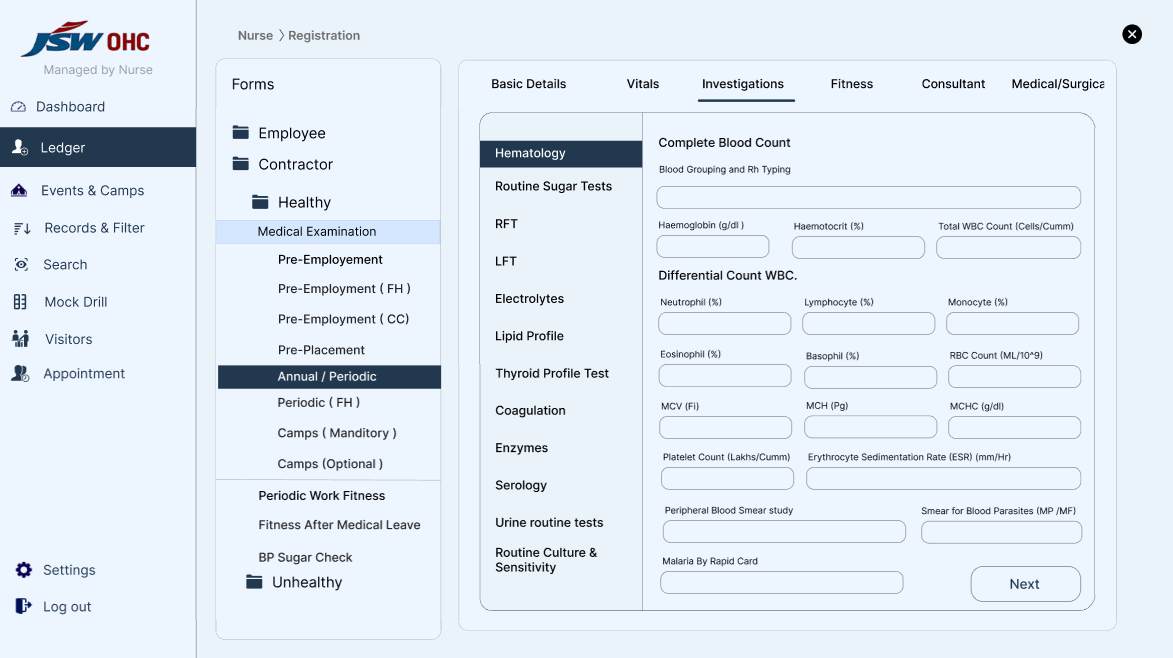 JSW OHC
Managed by Nurse
Dashboard
Ledger
Events & Camps
Records & Filter
Search
Mock Drill
Visitors
Appointment
Settings
Log out
Nurse > Registration
Forms
Employee
Contractor
Healthy
Medical Examination
Pre-Employement
Pre-Employment ( FH )
Pre-Employment ( CC)
Pre-Placement
Annual / Periodic
Periodic ( FH )
Camps ( Manditory )
Camps (Optional )
Periodic Work Fitness
Fitness After Medical Leave
BP Sugar Check
Unhealthy
Basic Details Vitals Investigations Fitness Consultant Medical/Surgica
Hematology
Routine Sugar Tests
RFT
LFT
Electrolytes
Lipid Profile
Thyroid Profile Test
Coagulation
Enzymes
Serology
Urine routine tests
Routine Culture &
Sensitivity
Complete Blood Count
Blood Grouping and Rh Typing
Haemoglobin (g/dl ) Haemotocrit (%) Total WBC Count (Cells/Cumm)
Differential Count WBC.
Neutrophil (%) Lymphocyte (%) Monocyte (%)
Eosinophil (%) Basophil (%) RBC Count (ML/10^9)
MCV (Fi) MCH (Pg) MCHC (g/dl)
Platelet Count (Lakhs/Cumm) Erythrocyte Sedimentation Rate (ESR) (mm/Hr)
Peripheral Blood Smear study Smear for Blood Parasites (MP /MF)
Malaria By Rapid Card
Next